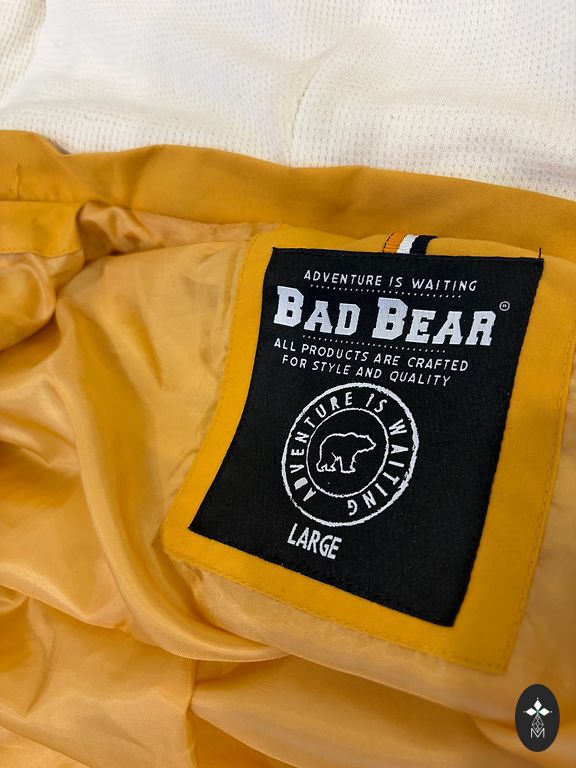 ADVENTURE IS WAITING
BAD BEAR®
ALL PRODUCTS ARE CRAFTED
FOR STYLE AND QUALITY
ADVENTURE IS WAITING
LARGE
M